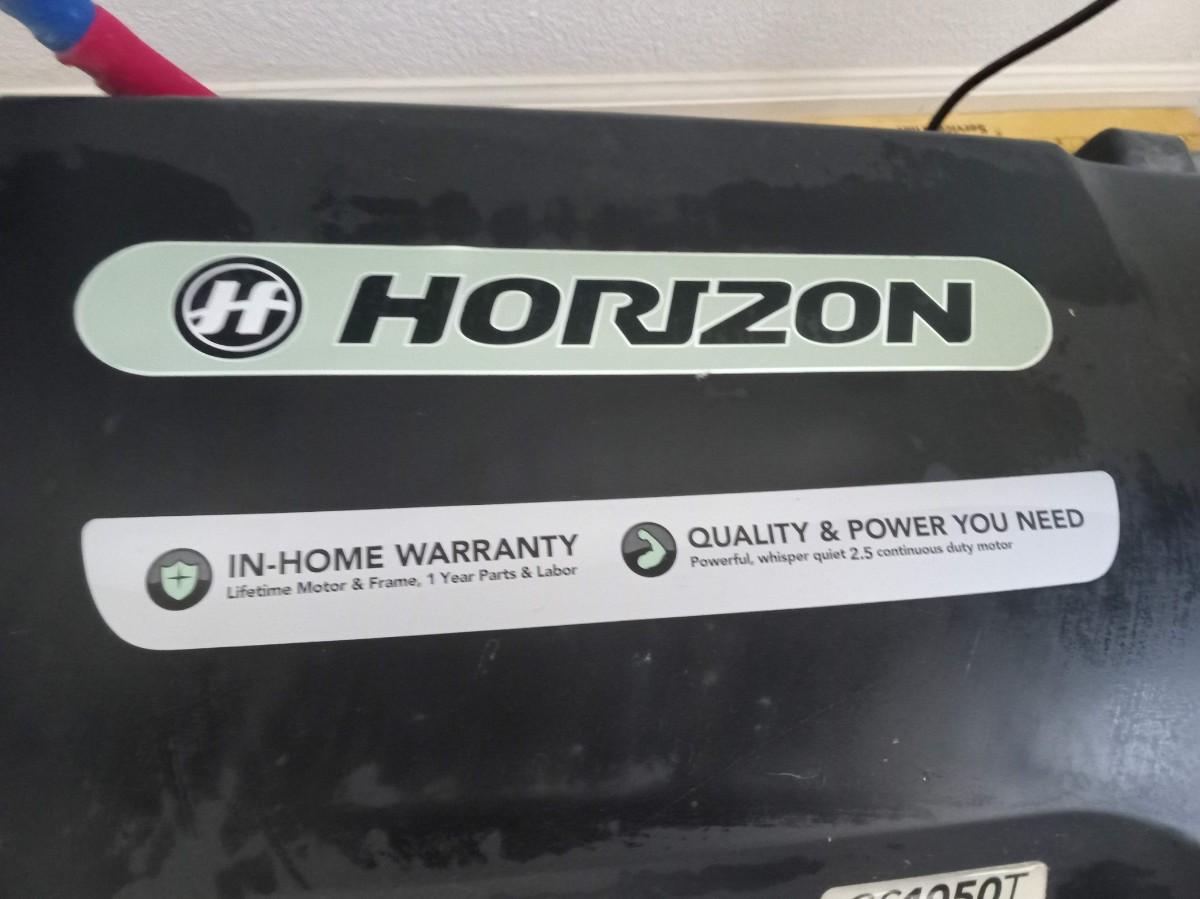 HORIZON
IN-HOME WARRANTY
Lifetime Motor & Frame, 1 Year Parts & Labor
QUALITY & POWER YOU NEED
Powerful, whisper quiet 2.5 continuous duty motor